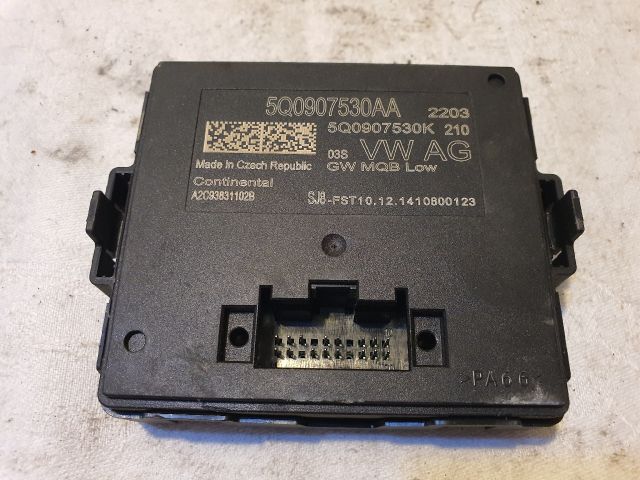 5Q0907530AA 2203
5Q0907530K 210
03S VW AG
Made in Czech Republic GW MQB Low
Continental
A2C93831102B SJ8-FST10.12.1410800123
>PA66<